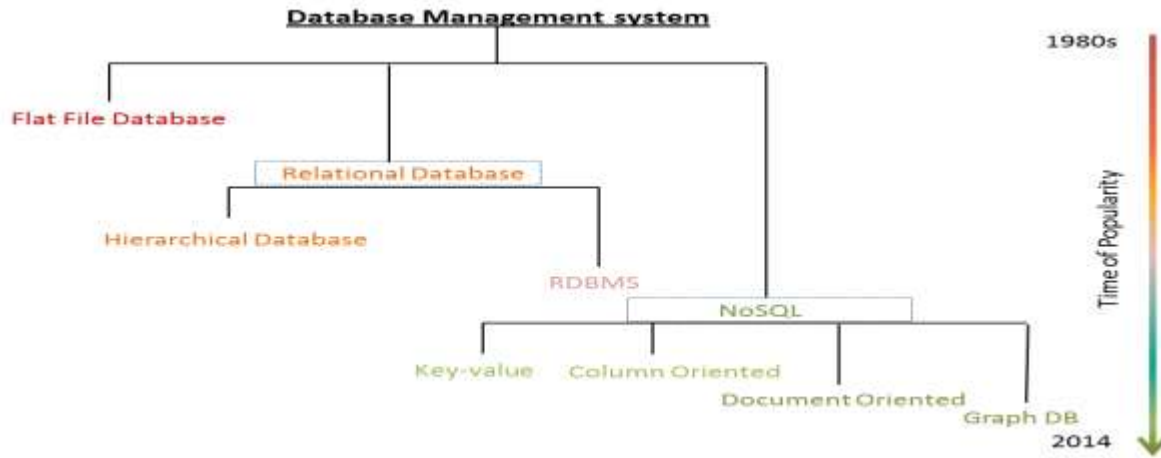 Database Management system
1980s
Flat File Database
Relational Database
Hierarchical Database
Time of Popularity
RDBMS
NoSQL
Key-value
Column Oriented
Document Oriented
Graph DB
2014